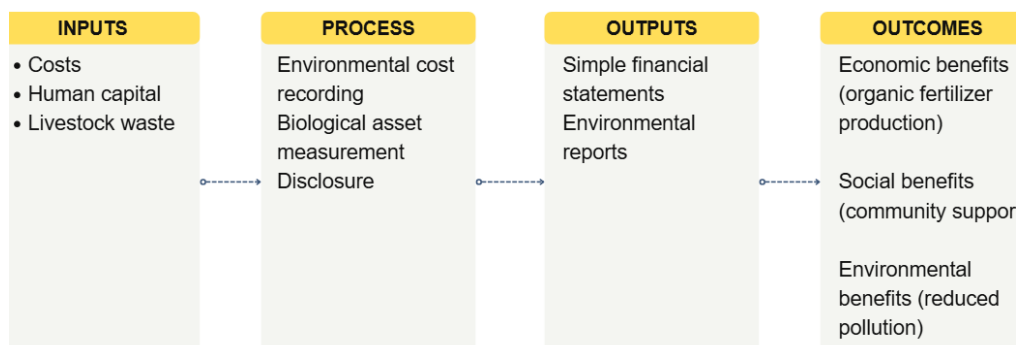 INPUTS
• Costs
• Human capital
• Livestock waste
PROCESS
Environmental cost
recording
Biological asset
measurement
Disclosure
OUTPUTS
Simple financial
statements
Environmental
reports
OUTCOMES
Economic benefits
(organic fertilizer
production)
Social benefits
(community support
Environmental
benefits (reduced
pollution)